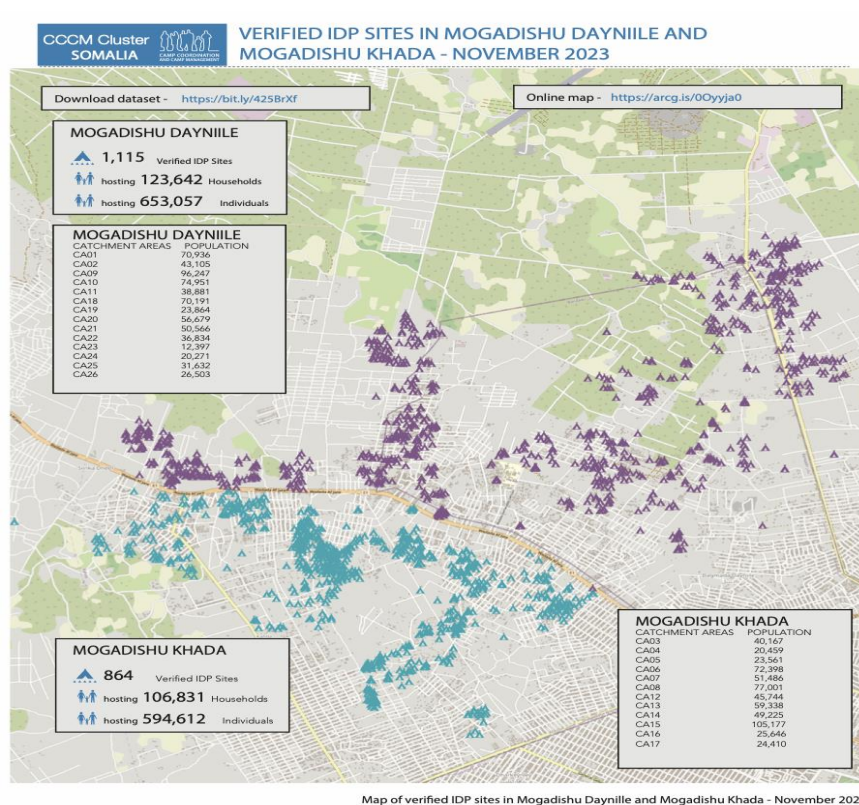 CCCM Cluster
SOMALIA
CAMP COORDINATION
AND CAMP MANAGEMENT
VERIFIED IDP SITES IN MOGADISHU DAYNIILE AND
MOGADISHU KHADA - NOVEMBER 2023
Download dataset - https://bit.ly/425BrXf
Online map - https://arcg.is/0Oyyja0
MOGADISHU DAYNIILE
1,115 Verified IDP Sites
hosting 123,642 Households
hosting 653,057 Individuals
MOGADISHU DAYNIILE
CATCHMENT AREAS POPULATION
CA01 70,936
CA02 43,105
CA09 96,247
CA10 74,951
CA11 38,881
CA18 70,191
CA19 23,864
CA20 56,679
CA21 50,566
CA22 36,834
CA23 12,397
CA24 20,271
CA25 31,632
CA26 26,503
MOGADISHU KHADA
864 Verified IDP Sites
hosting 106,831 Households
hosting 594,612 Individuals
MOGADISHU KHADA
CATCHMENT AREAS POPULATION
CA03 40,167
CA04 20,459
CA05 23,561
CA06 72,398
CA07 51,486
CA08 77,001
CA12 45,744
CA13 59,338
CA14 49,225
CA15 105,177
CA16 25,646
CA17 24,410
Map of verified IDP sites in Mogadishu Daynille and Mogadishu Khada - November 202